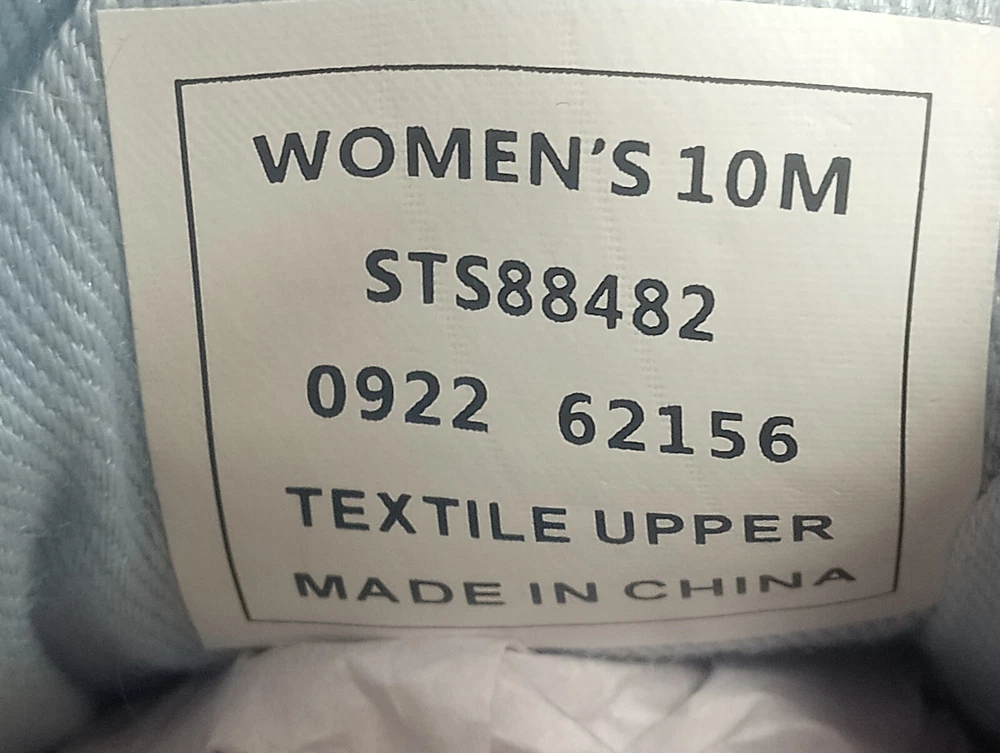 WOMEN'S 10M
STS88482
0922 62156
TEXTILE UPPER
MADE IN CHINA